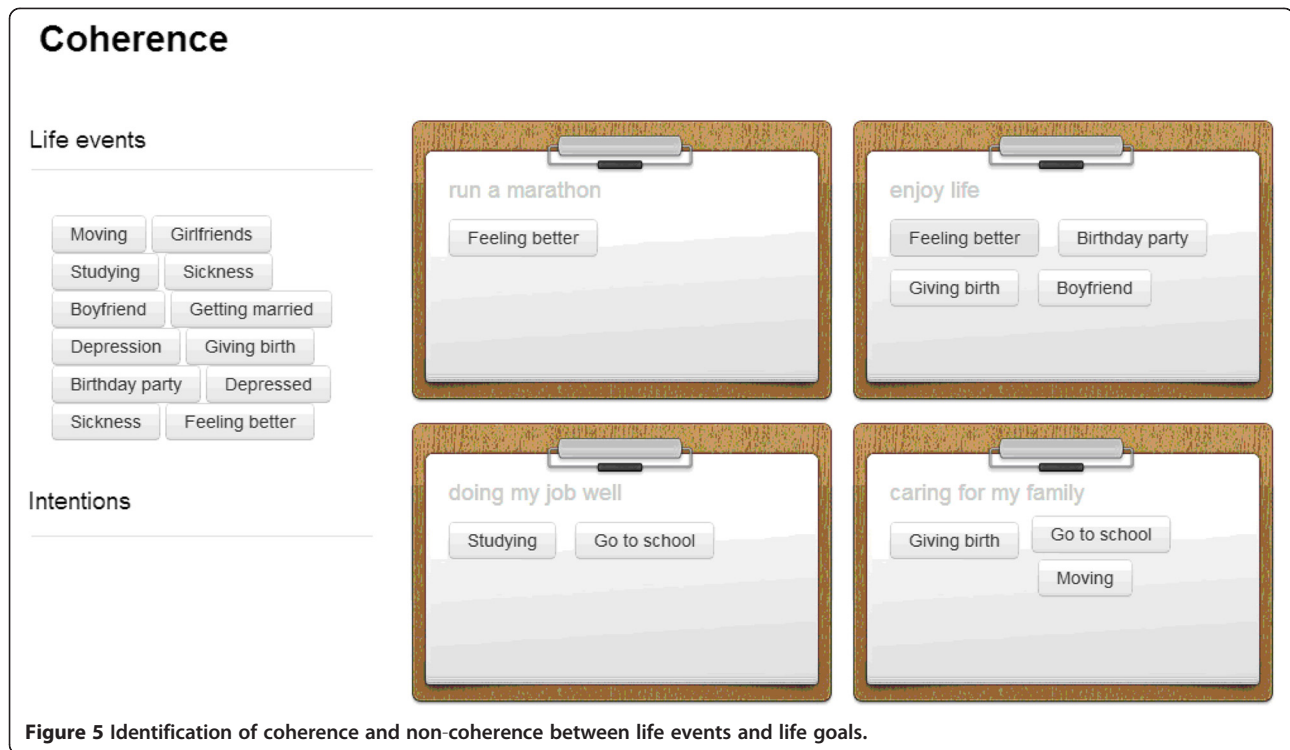 Coherence
Life events
Moving Girlfriends
Studying Sickness
Boyfriend Getting married
Depression Giving birth
Birthday party Depressed
Sickness Feeling better
Intentions
run a marathon
Feeling better
enjoy life
Feeling better Birthday party
Giving birth Boyfriend
doing my job well
Studying Go to school
caring for my family
Giving birth Go to school
Moving
Figure 5 Identification of coherence and non-coherence between life events and life goals.